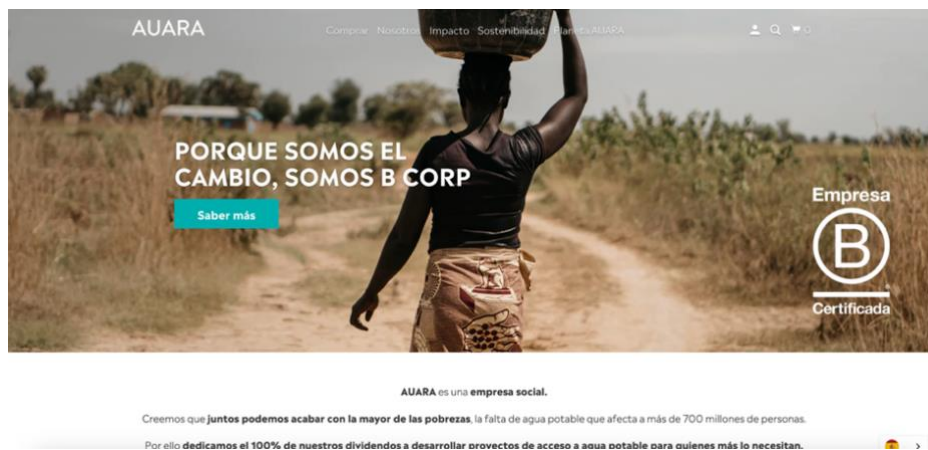 AUARA
Comprar Nosotros Impacto Sostenibilidad Planeta AUARA
0
PORQUE SOMOS EL
CAMBIO, SOMOS B CORP
Saber más
Empresa
B
®
Certificada
AUARA es una empresa social.
Creemos que juntos podemos acabar con la mayor de las pobrezas, la falta de agua potable que afecta a más de 700 millones de personas.
Por ello dedicamos el 100% de nuestros dividendos a desarrollar proyectos de acceso a agua potable para quienes más lo necesitan.